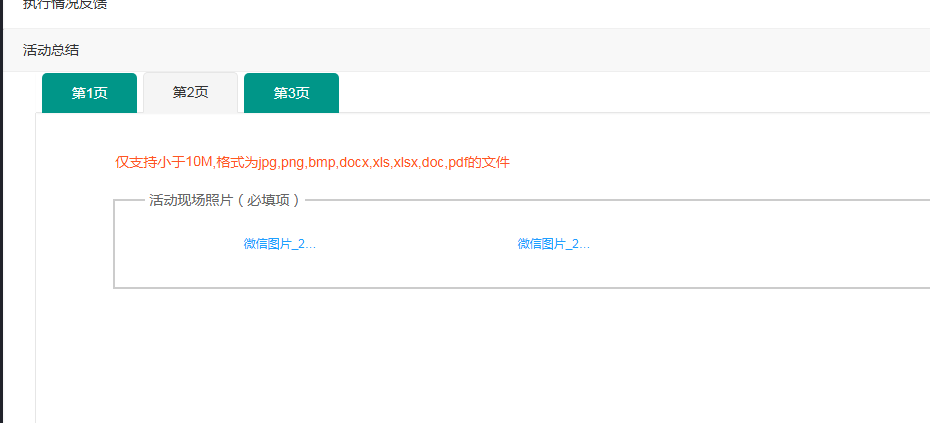 执行情况反馈
活动总结
第1页 第2页 第3页
仅支持小于10M,格式为jpg,png,bmp,docx,xls,xlsx,doc,pdf的文件
活动现场照片（必填项）
微信图片_2... 微信图片_2...